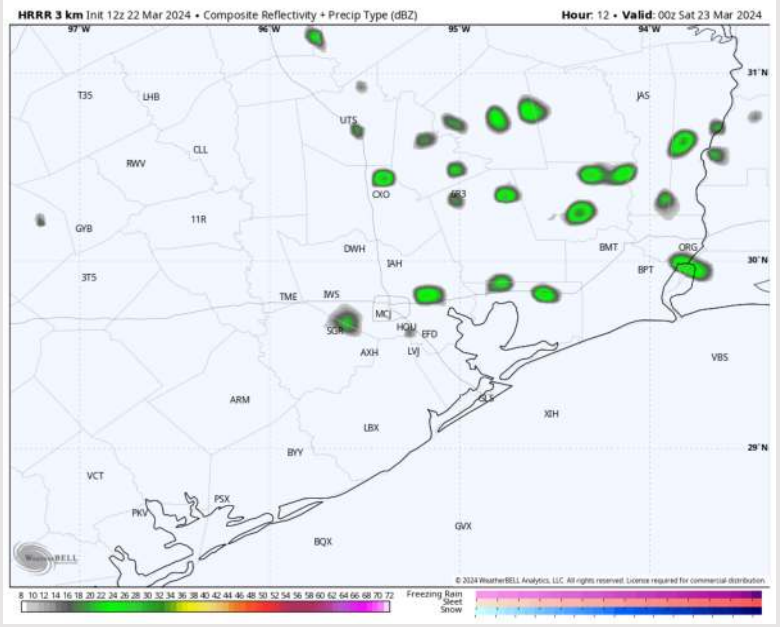 HRRR 3 km Init 12z 22 Mar 2024 • Composite Reflectivity + Precip Type (dBZ) Hour: 12 • Valid: 00z Sat 23 Mar 2024
97°W 96°W 95°W 94°W
31°N
T35 LHB JAS
UTS
CLL
RWV
CXO 6R3
11R
GYB
DWH BMT ORG
30°N
IAH
3T5 BPT
TME IWS
MCJ
SGR HOU EFD
AXH LVJ
VBS
ARM GLS
XIH
LBX
29°N
BYY
VCT
PSX
PKV
GVX
BQX
WeatherBELL
© 2024 WeatherBELL Analytics, LLC. All rights reserved. License required for commercial distribution.
8 10 12 14 16 18 20 22 24 26 28 30 32 34 36 38 40 42 44 46 48 50 52 54 56 58 60 62 64 66 68 70 72
Freezing Rain
Sleet
Snow